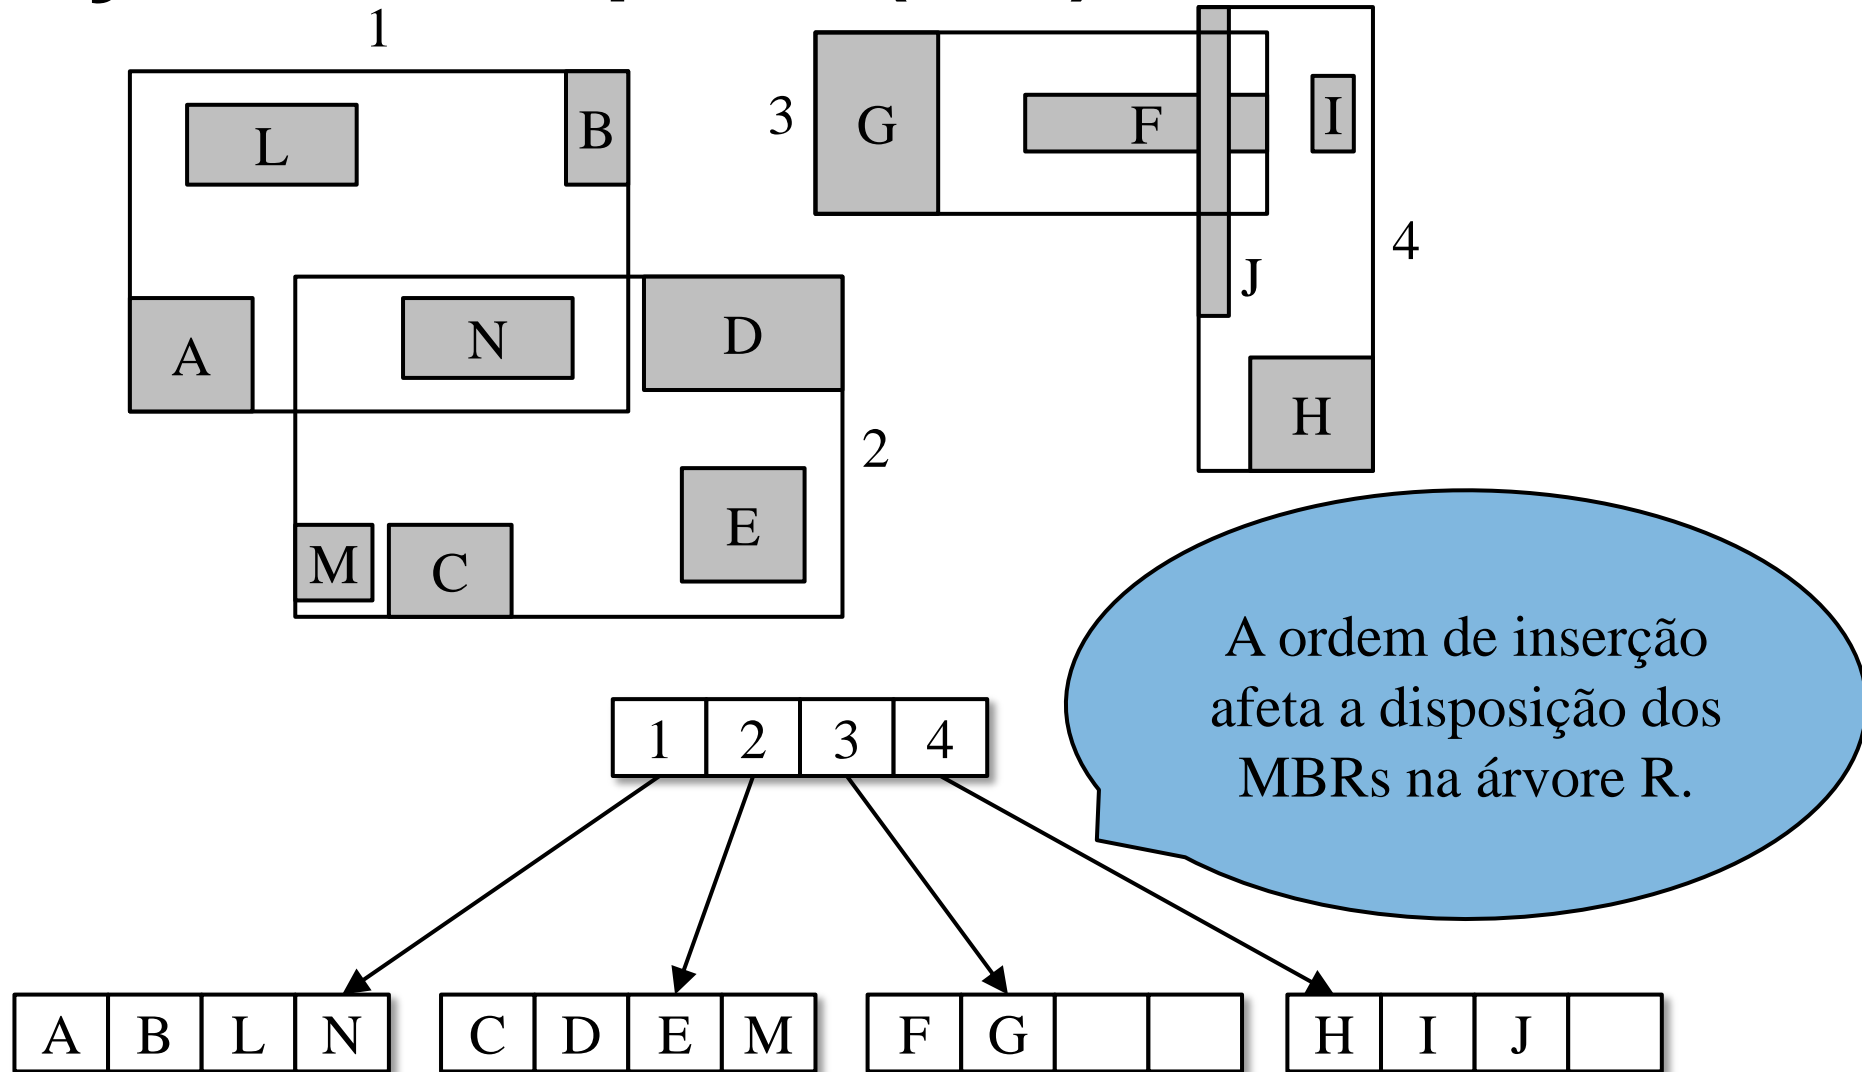 1
L
B
3
G
F
I
4
J
A
N
D
H
2
M
C
E
A ordem de inserção
afeta a disposição dos
MBRs na árvore R.
1 2 3 4
A B L N C D E M F G H I J